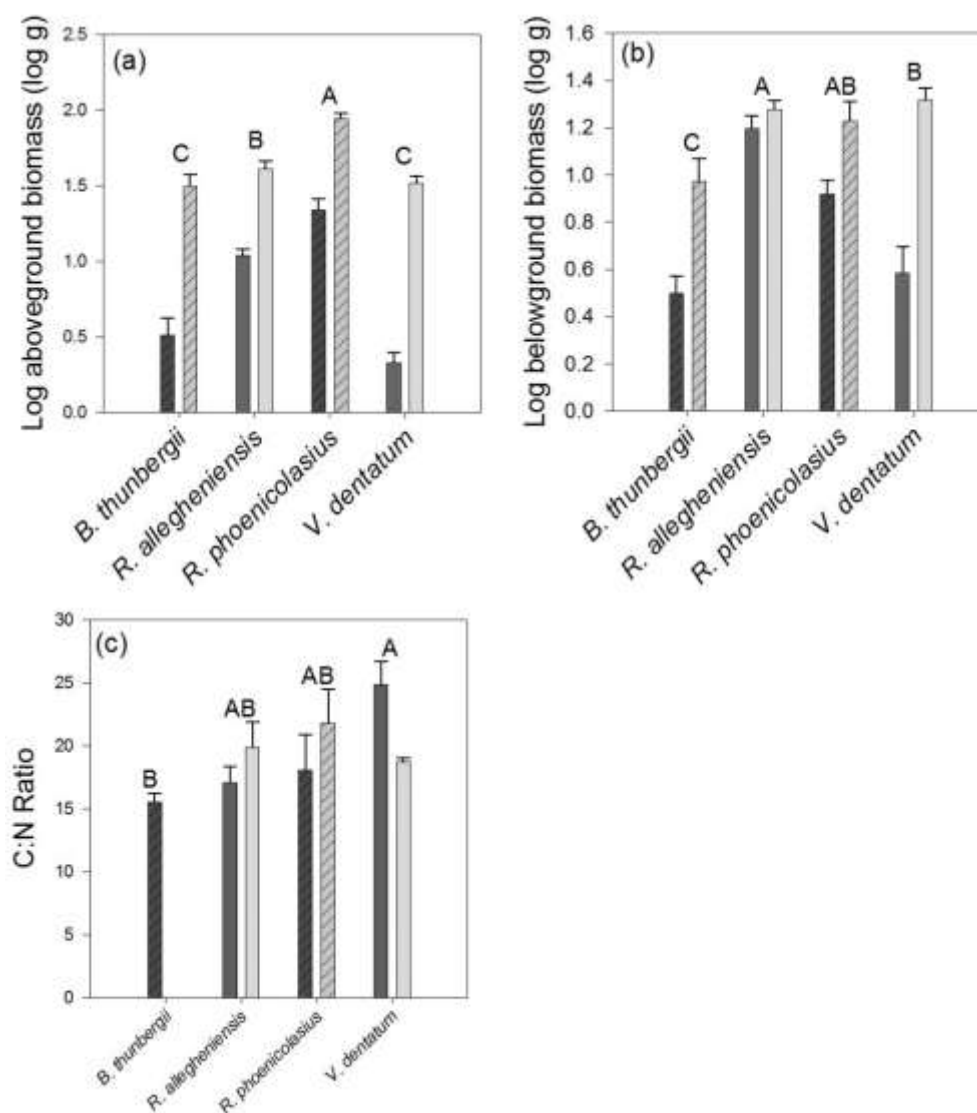 (a)
Log aboveground biomass (log g)
2.5
2.0
1.5
1.0
0.5
0.0
C
B
A
C
B. thunbergii
R. allegheniensis
R. phoenicolasius
V. dentatum
(b)
Log belowground biomass (log g)
1.6
1.4
1.2
1.0
0.8
0.6
0.4
0.2
0.0
C
A
AB
B
B. thunbergii
R. allegheniensis
R. phoenicolasius
V. dentatum
(c)
C:N Ratio
30
25
20
15
10
5
0
B
AB
AB
A
B. thunbergii
R. allegheniensis
R. phoenicolasius
V. dentatum